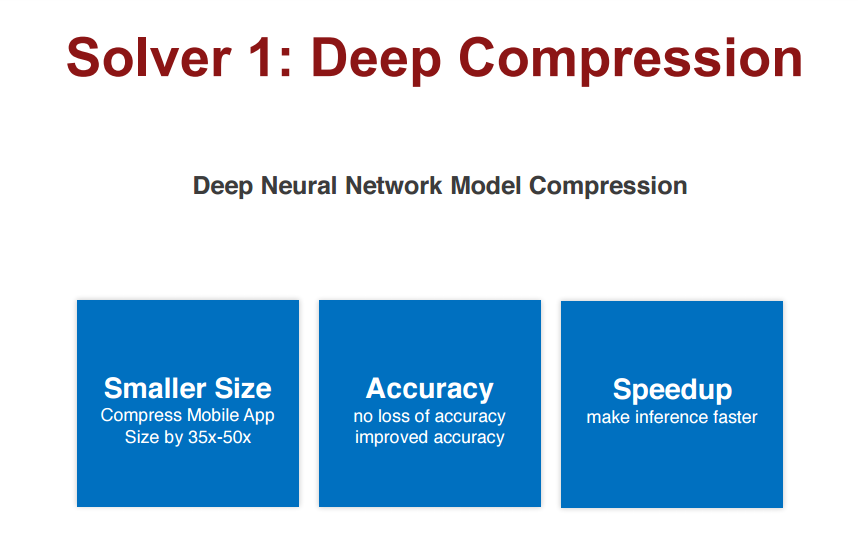 Solver 1: Deep Compression
Deep Neural Network Model Compression
Smaller Size
Compress Mobile App
Size by 35x-50x
Accuracy
no loss of accuracy
improved accuracy
Speedup
make inference faster